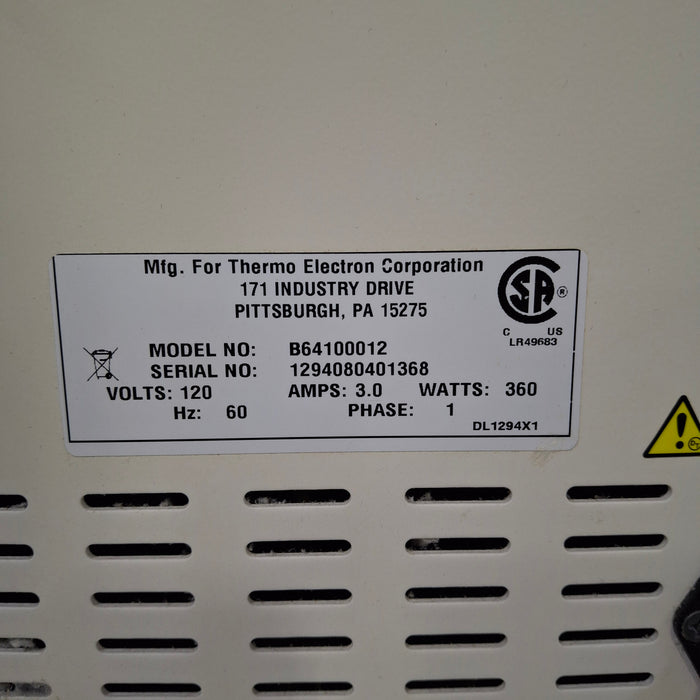 Mfg. For Thermo Electron Corporation
171 INDUSTRY DRIVE
PITTSBURGH, PA 15275
SA ®
C US
LR49683
MODEL NO: B64100012
SERIAL NO: 1294080401368
VOLTS: 120 AMPS: 3.0 WATTS: 360
Hz: 60 PHASE: 1
DL1294X1